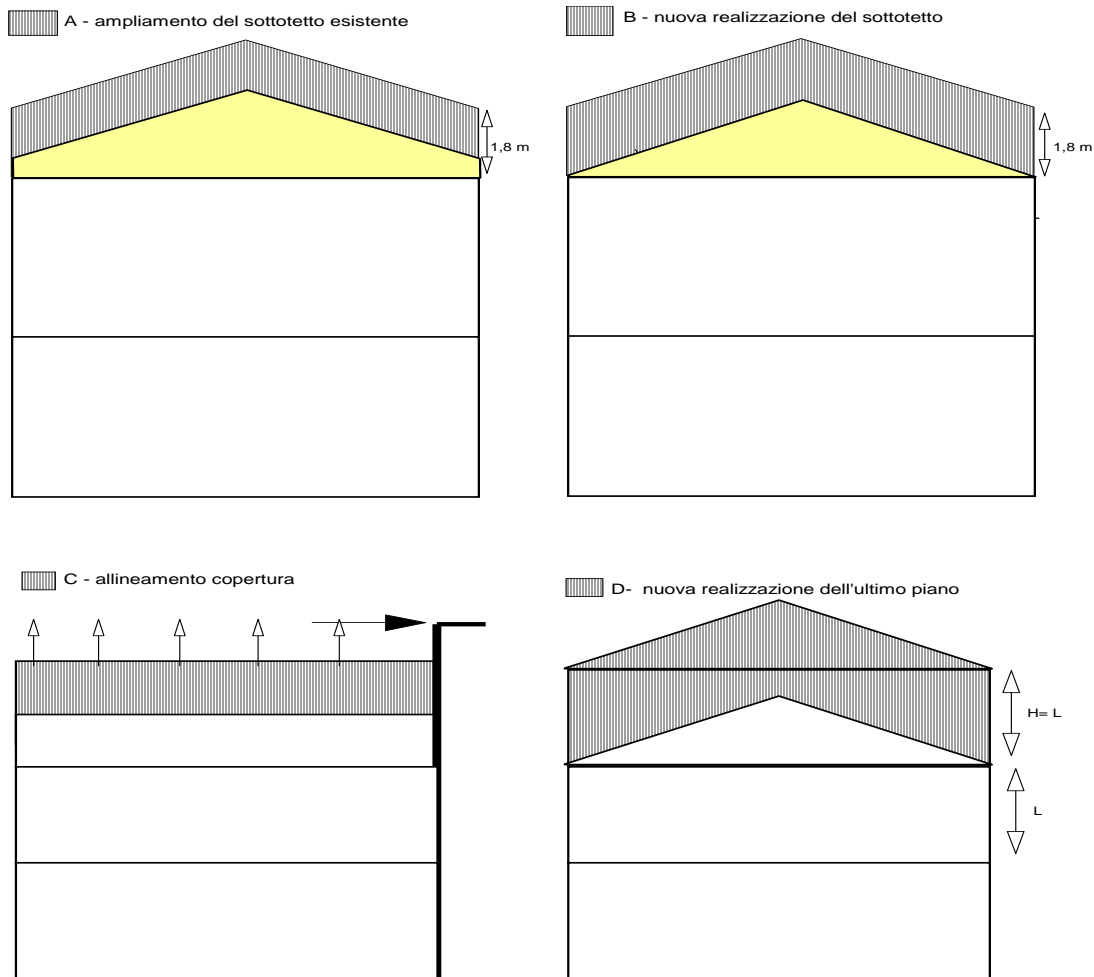 A - ampliamento del sottotetto esistente
B - nuova realizzazione del sottotetto
1,8 m
1,8 m
C - allineamento copertura
D- nuova realizzazione dell'ultimo piano
H= L
L